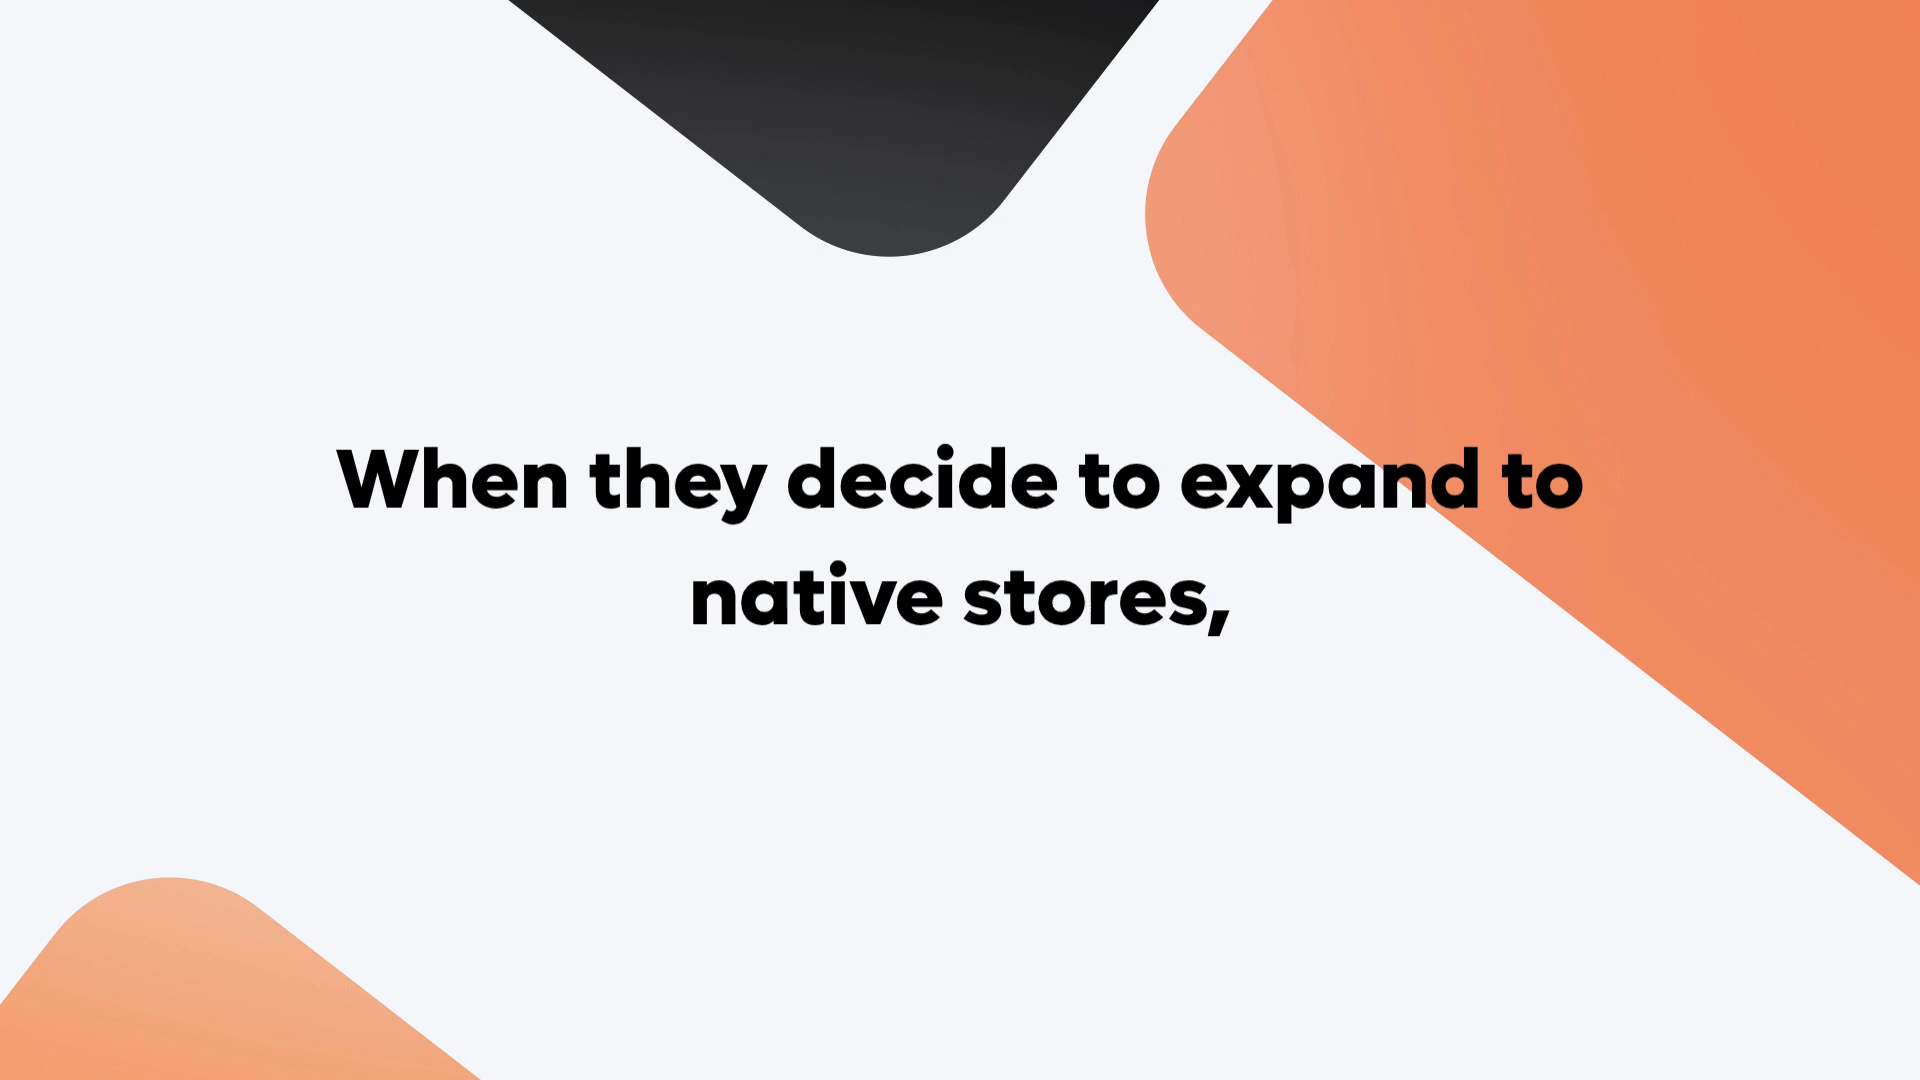 When they decide to expand to
native stores,